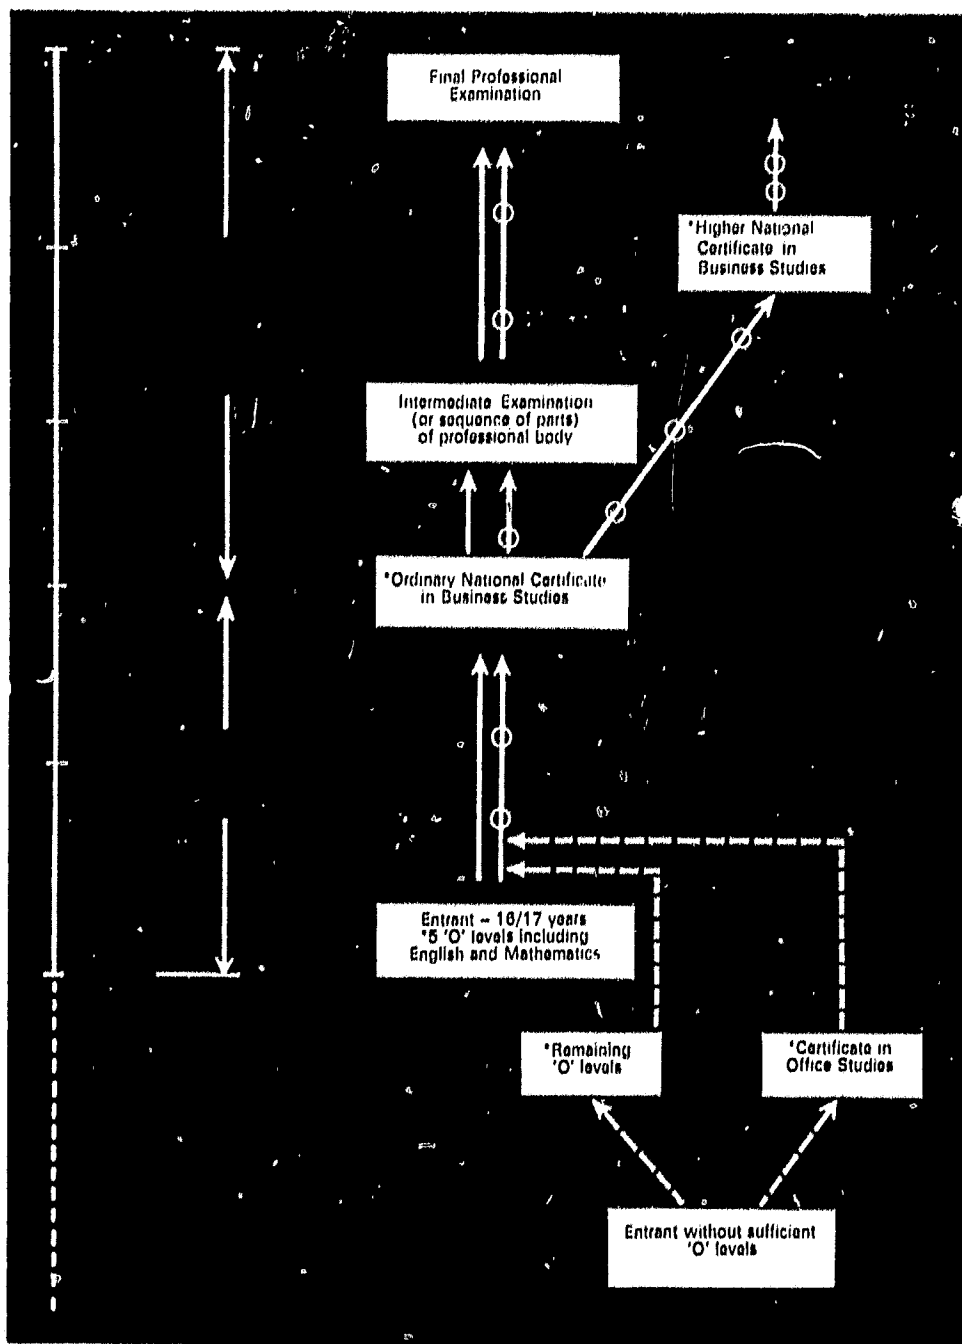 Final Professional
Examination
*Higher National
Certificate in
Business Studies
Intermediate Examination
(or sequence of parts)
of professional body
*Ordinary National Certificate
in Business Studies
Entrant – 16/17 years
*5 'O' levels including
English and Mathematics
*Remaining
'O' levels
*Certificate in
Office Studies
Entrant without sufficient
'O' levels